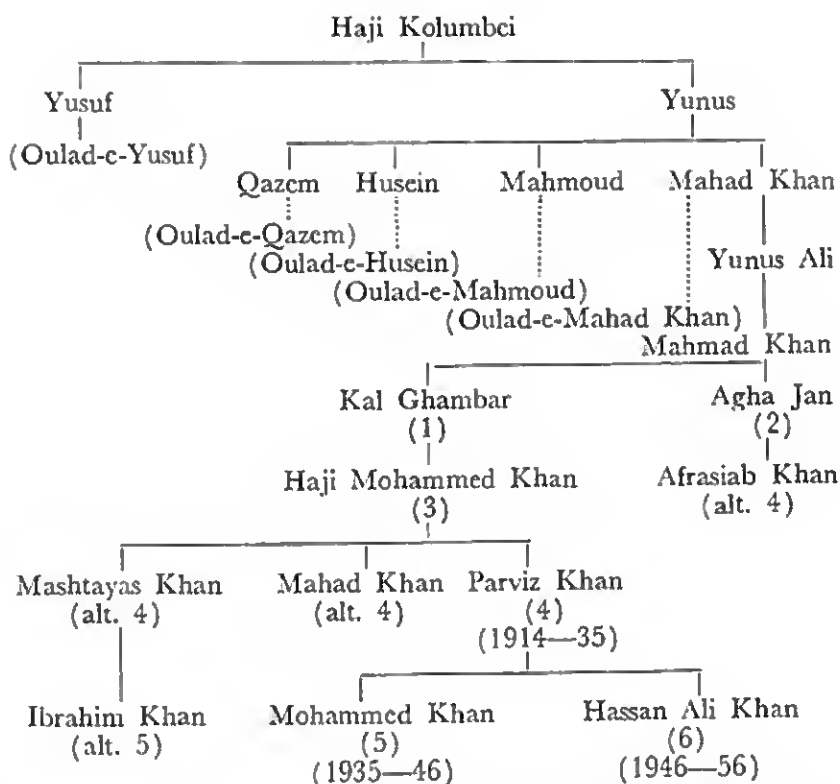 Haji Kolumbei
Yusuf Yunus
(Oulad-e-Yusuf)
Qazem Husein Mahmoud Mahad Khan
(Oulad-e-Qazem)
(Oulad-e-Husein) Yunus Ali
(Oulad-e-Mahmoud)
(Oulad-e-Mahad Khan)
Mahmad Khan
Kal Ghambar Agha Jan
(1) (2)
Haji Mohammed Khan Afrasiab Khan
(3) (alt. 4)
Mashtayas Khan Mahad Khan Parviz Khan
(alt. 4) (alt. 4) (4)
(1914—35)
Ibrahim Khan Mohammed Khan Hassan Ali Khan
(alt. 5) (5) (6)
(1935—46) (1946—56)